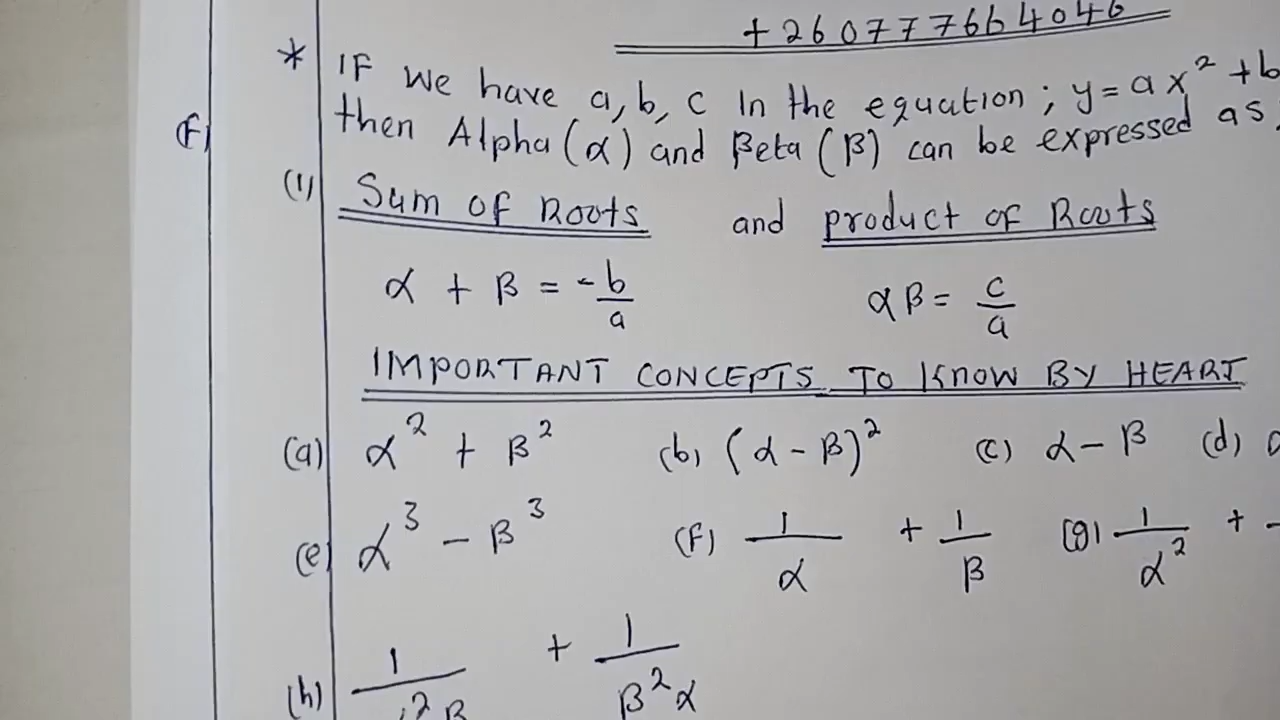 +260777664046
* IF we have a, b, c in the equation; y = ax² + b
(F) then Alpha (α) and Beta (β) can be expressed as
(1) Sum of Roots and product of Roots
α + β = -b/a αβ = c/a
IMPORTANT CONCEPTS TO KNOW BY HEART
(a) α² + β² (b) (α - β)² (c) α - β (d)
(e) α³ - β³ (f) 1/α + 1/β (g) 1/α² +
(h) 1/α²β + 1/β²α